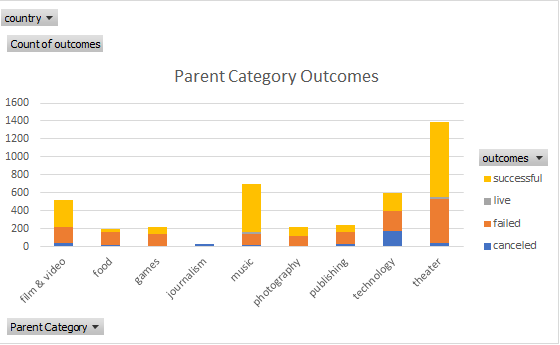 country
Count of outcomes
Parent Category Outcomes
1600
1400
1200
1000
800
600
400
200
0
film & video
food
games
journalism
music
photography
publishing
technology
theater
outcomes
successful
live
failed
canceled
Parent Category